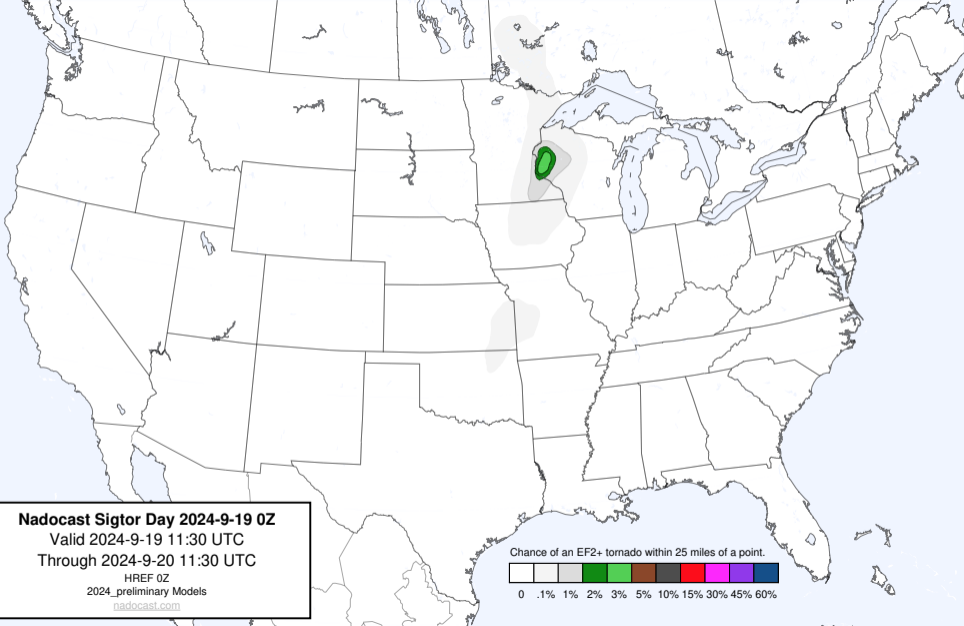 Nadocast Sigtor Day 2024-9-19 0Z
Valid 2024-9-19 11:30 UTC
Through 2024-9-20 11:30 UTC
HREF 0Z
2024_preliminary Models
nadocast.com
Chance of an EF2+ tornado within 25 miles of a point.
0 .1% 1% 2% 3% 5% 10% 15% 30% 45% 60%